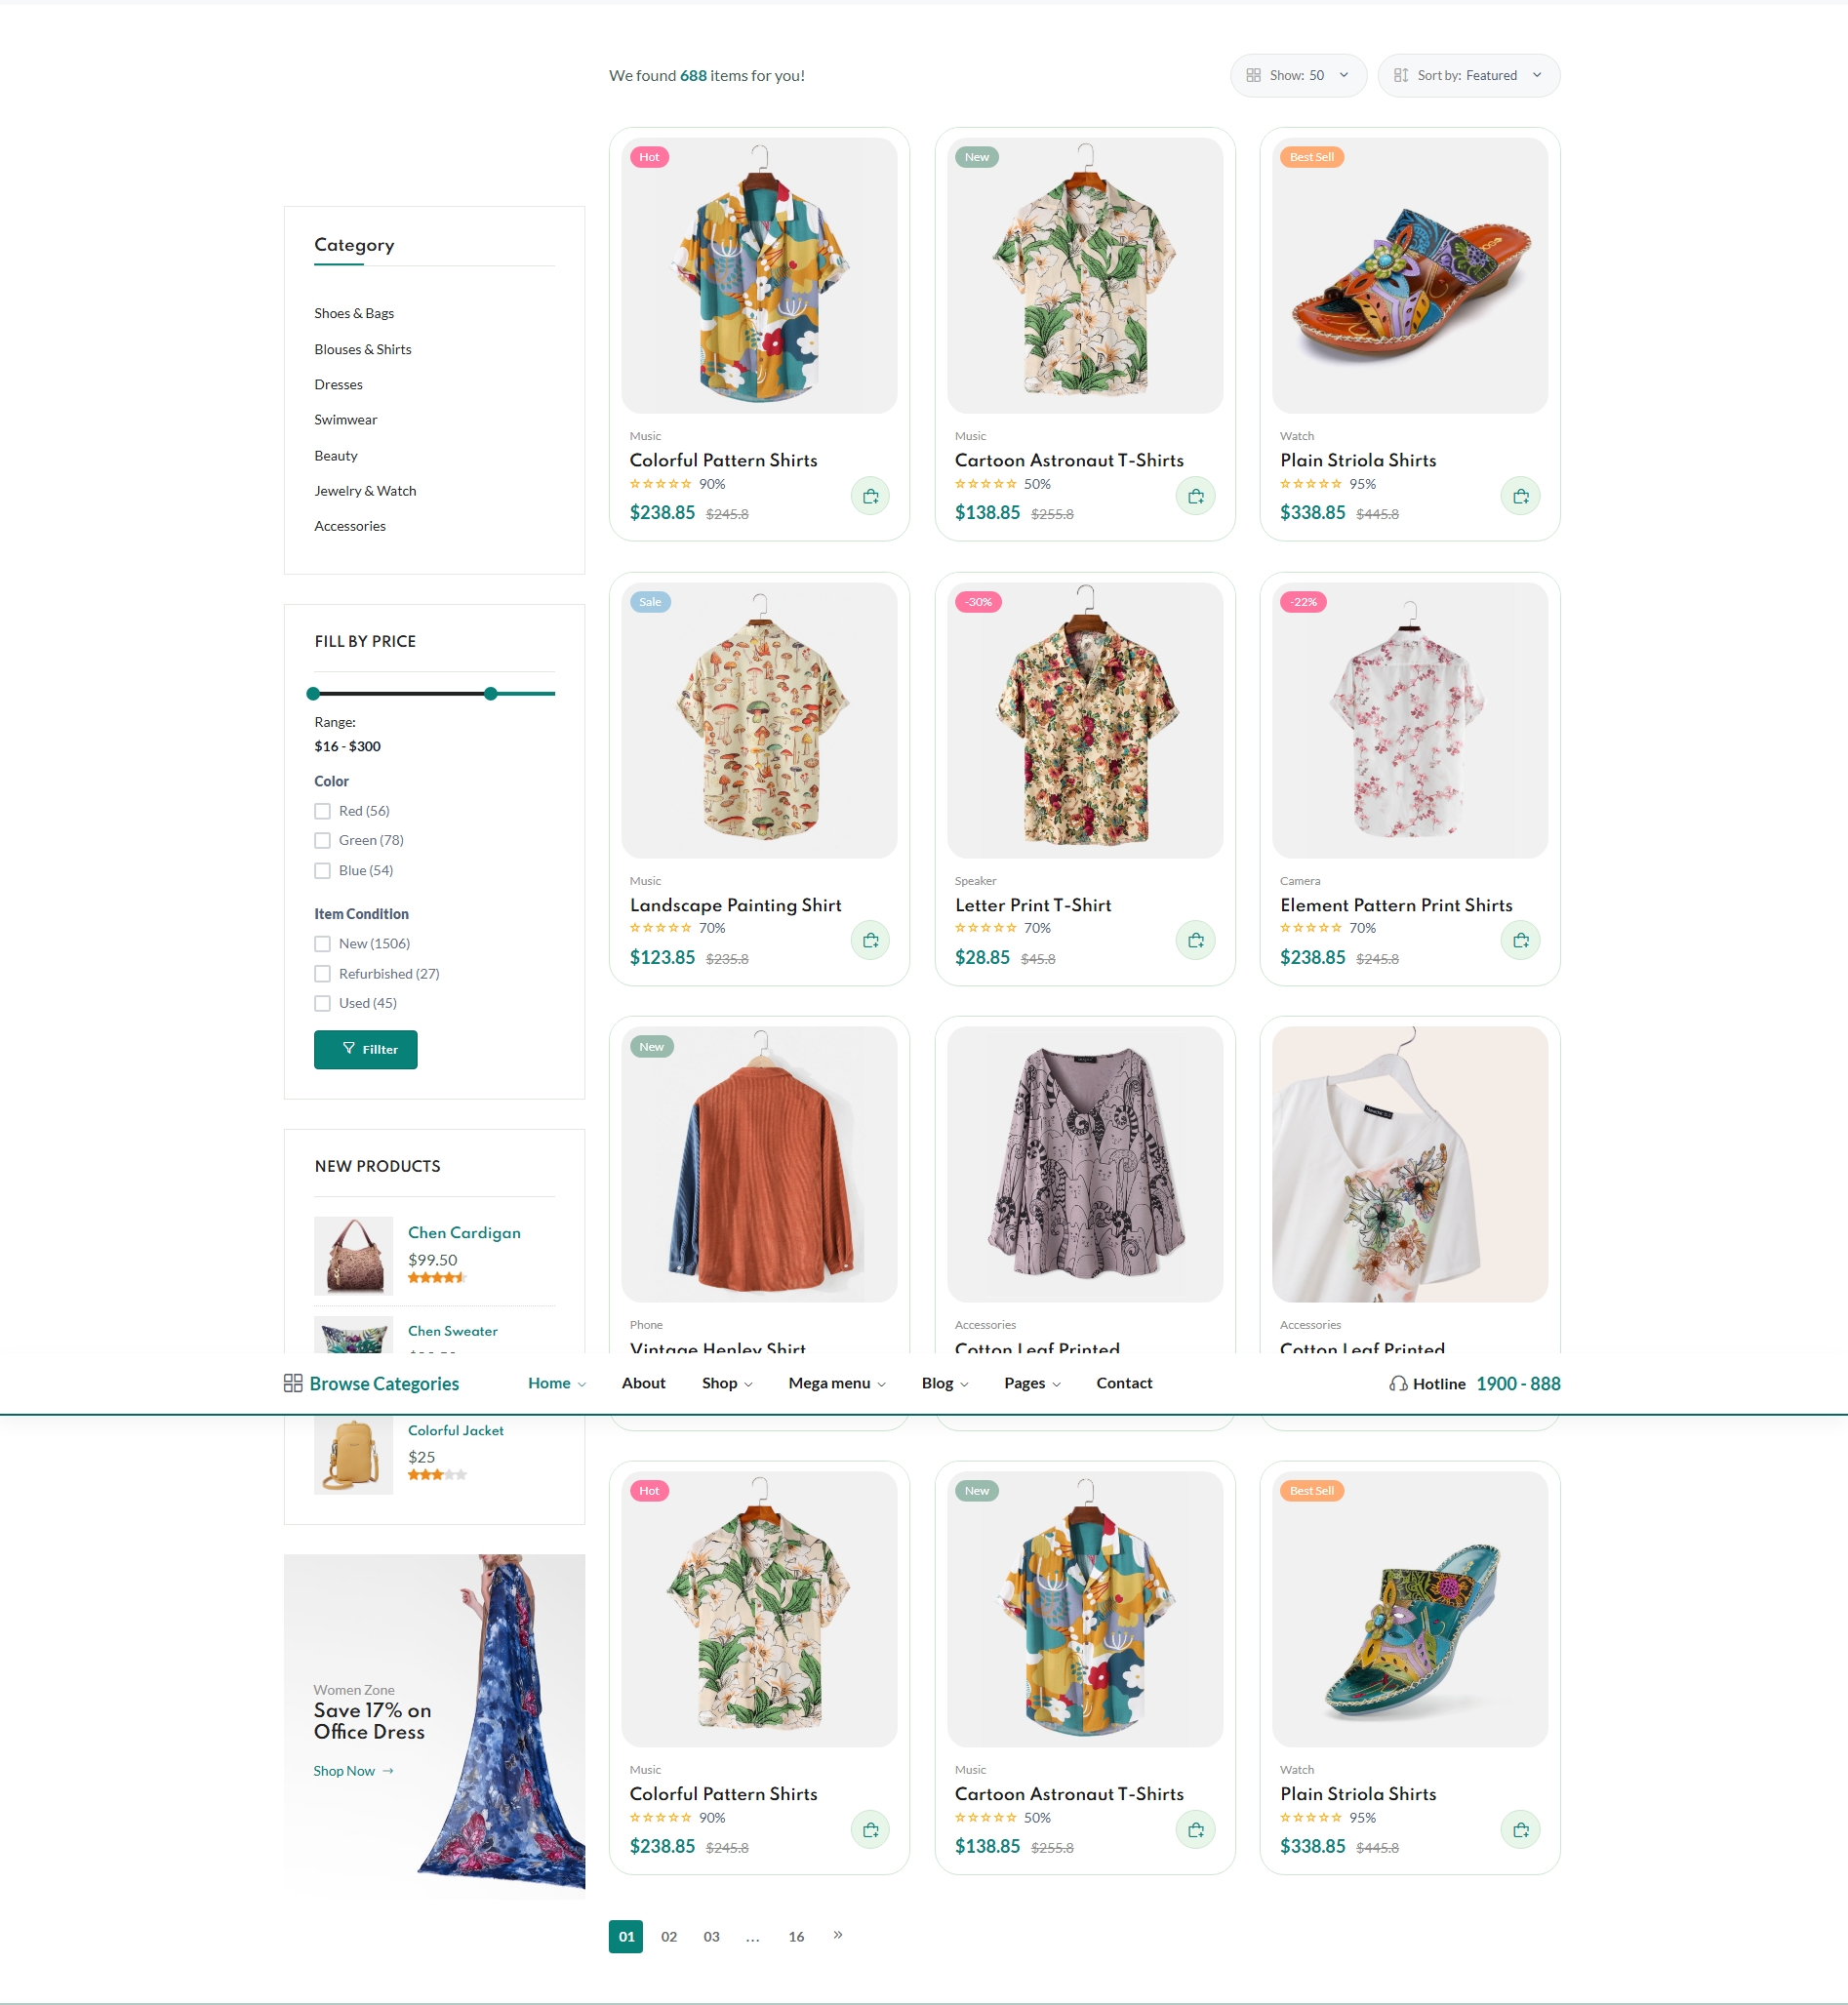 We found 688 items for you!
Show: 50
Sort by: Featured
Category
Shoes & Bags
Blouses & Shirts
Dresses
Swimwear
Beauty
Jewelry & Watch
Accessories
FILL BY PRICE
Range:
$16 - $300
Color
Red (56)
Green (78)
Blue (54)
Item Condition
New (1506)
Refurbished (27)
Used (45)
Fillter
NEW PRODUCTS
Chen Cardigan
$99.50
Chen Sweater
Colorful Jacket
$25
Women Zone
Save 17% on
Office Dress
Shop Now
Hot
Music
Colorful Pattern Shirts
90%
$238.85 $245.8
New
Music
Cartoon Astronaut T-Shirts
50%
$138.85 $255.8
Best Sell
Watch
Plain Striola Shirts
95%
$338.85 $445.8
Sale
Music
Landscape Painting Shirt
70%
$123.85 $235.8
-30%
Speaker
Letter Print T-Shirt
70%
$28.85 $45.8
-22%
Camera
Element Pattern Print Shirts
70%
$238.85 $245.8
New
Phone
Vintage Henley Shirt
Accessories
Cotton Leaf Printed
Accessories
Cotton Leaf Printed
Browse Categories
Home
About
Shop
Mega menu
Blog
Pages
Contact
Hotline 1900 - 888
Hot
Music
Colorful Pattern Shirts
90%
$238.85 $245.8
New
Music
Cartoon Astronaut T-Shirts
50%
$138.85 $255.8
Best Sell
Watch
Plain Striola Shirts
95%
$338.85 $445.8
01 02 03 ... 16 »